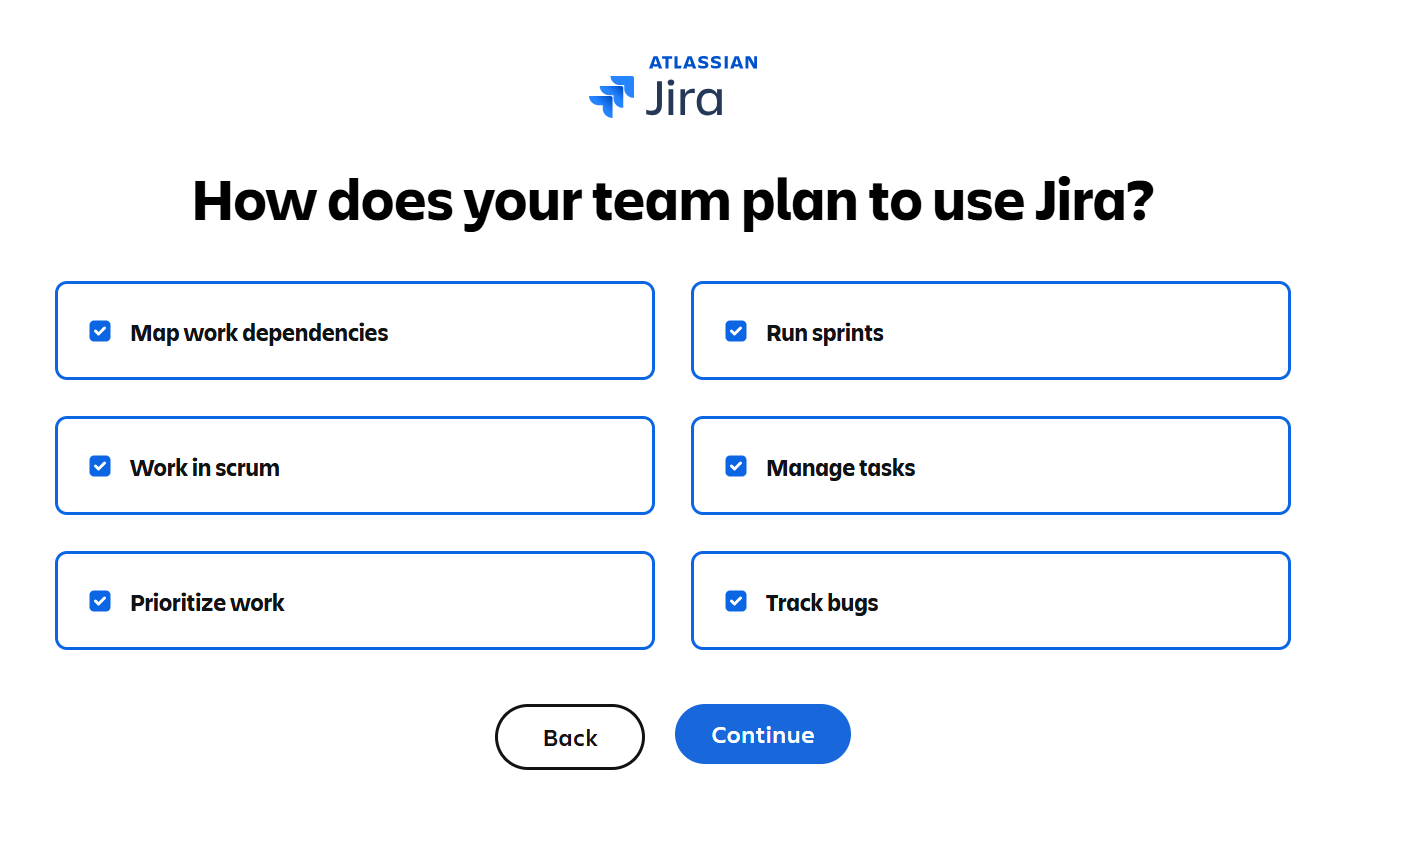 ATLASSIAN
Jira
How does your team plan to use Jira?
Map work dependencies
Run sprints
Work in scrum
Manage tasks
Prioritize work
Track bugs
Back
Continue